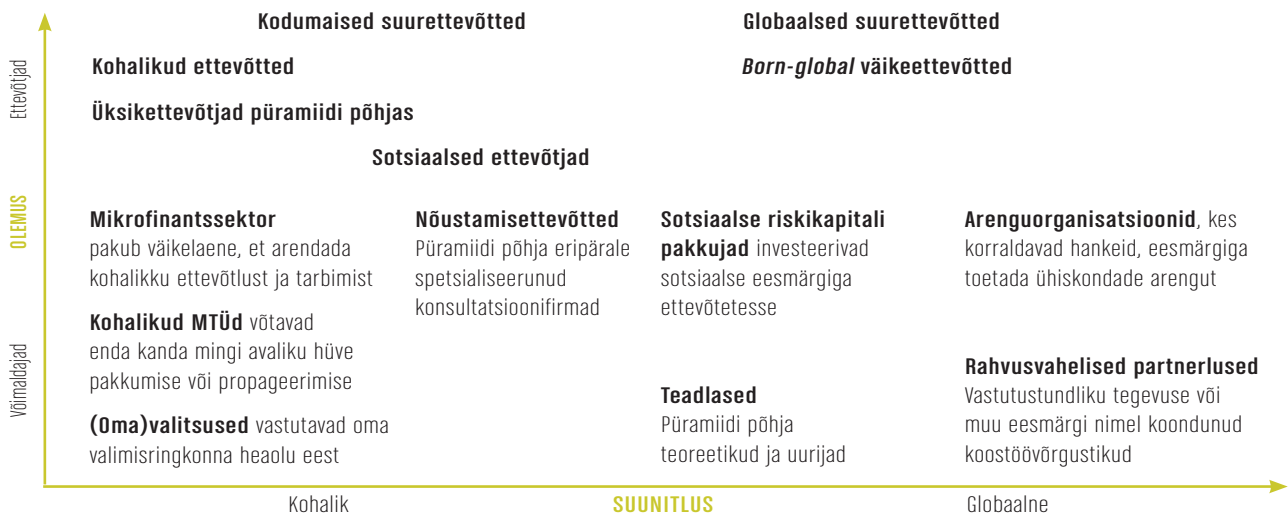 Kodumaised suurettevõtted
Globaalsed suurettevõtted
Kohalikud ettevõtted
Born-global väikeettevõtted
Üksikettevõtjad püramiidi põhjas
Sotsiaalsed ettevõtjad
Ettevõtjad
OLEMUS
Võimaldajad
Mikrofinantssektor
pakub väikelaene, et arendada
kohalikku ettevõtlust ja tarbimist
Kohalikud MTÜd võtavad
enda kanda mingi avaliku hüve
pakkumise või propageerimise
(Oma)valitsused vastutavad oma
valimisringkonna heaolu eest
Nõustamisettevõtted
Püramiidi põhja eripärale
spetsialiseerunud
konsultatsioonifirmad
Sotsiaalse riskikapitali
pakkujad investeerivad
sotsiaalse eesmärgiga
ettevõtetesse
Teadlased
Püramiidi põhja
teoreetikud ja uurijad
Arenguorganisatsioonid, kes
korraldavad hankeid, eesmärgiga
toetada ühiskondade arengut
Rahvusvahelised partnerlused
Vastutustundliku tegevuse või
muu eesmärgi nimel koondunud
koostöövõrgustikud
Kohalik
SUUNITLUS
Globaalne